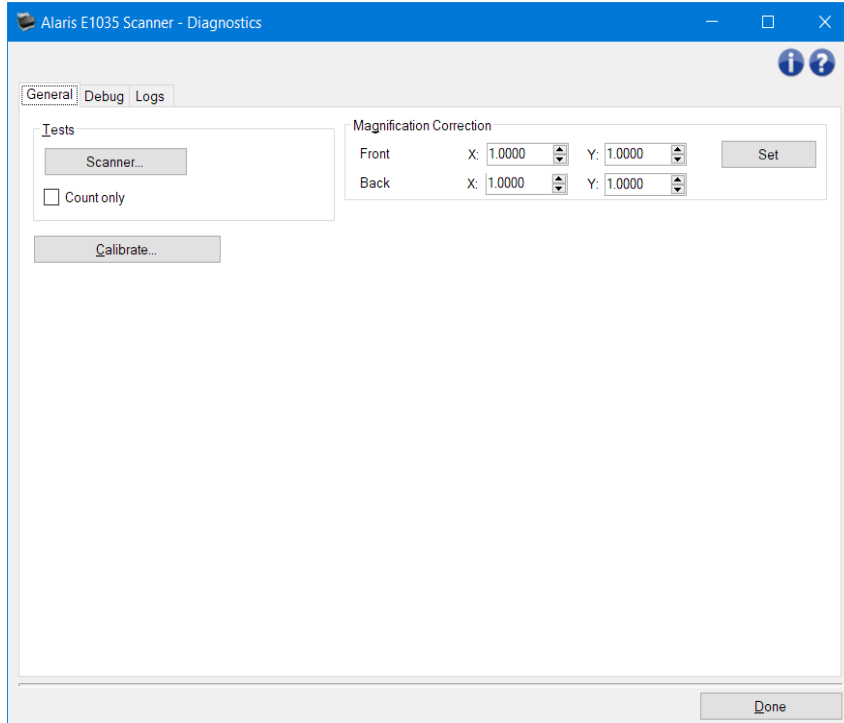 Alaris E1035 Scanner - Diagnostics
General Debug Logs
Tests
Scanner...
Count only
Calibrate...
Magnification Correction
Front X: 1.0000 Y: 1.0000 Set
Back X: 1.0000 Y: 1.0000
Done